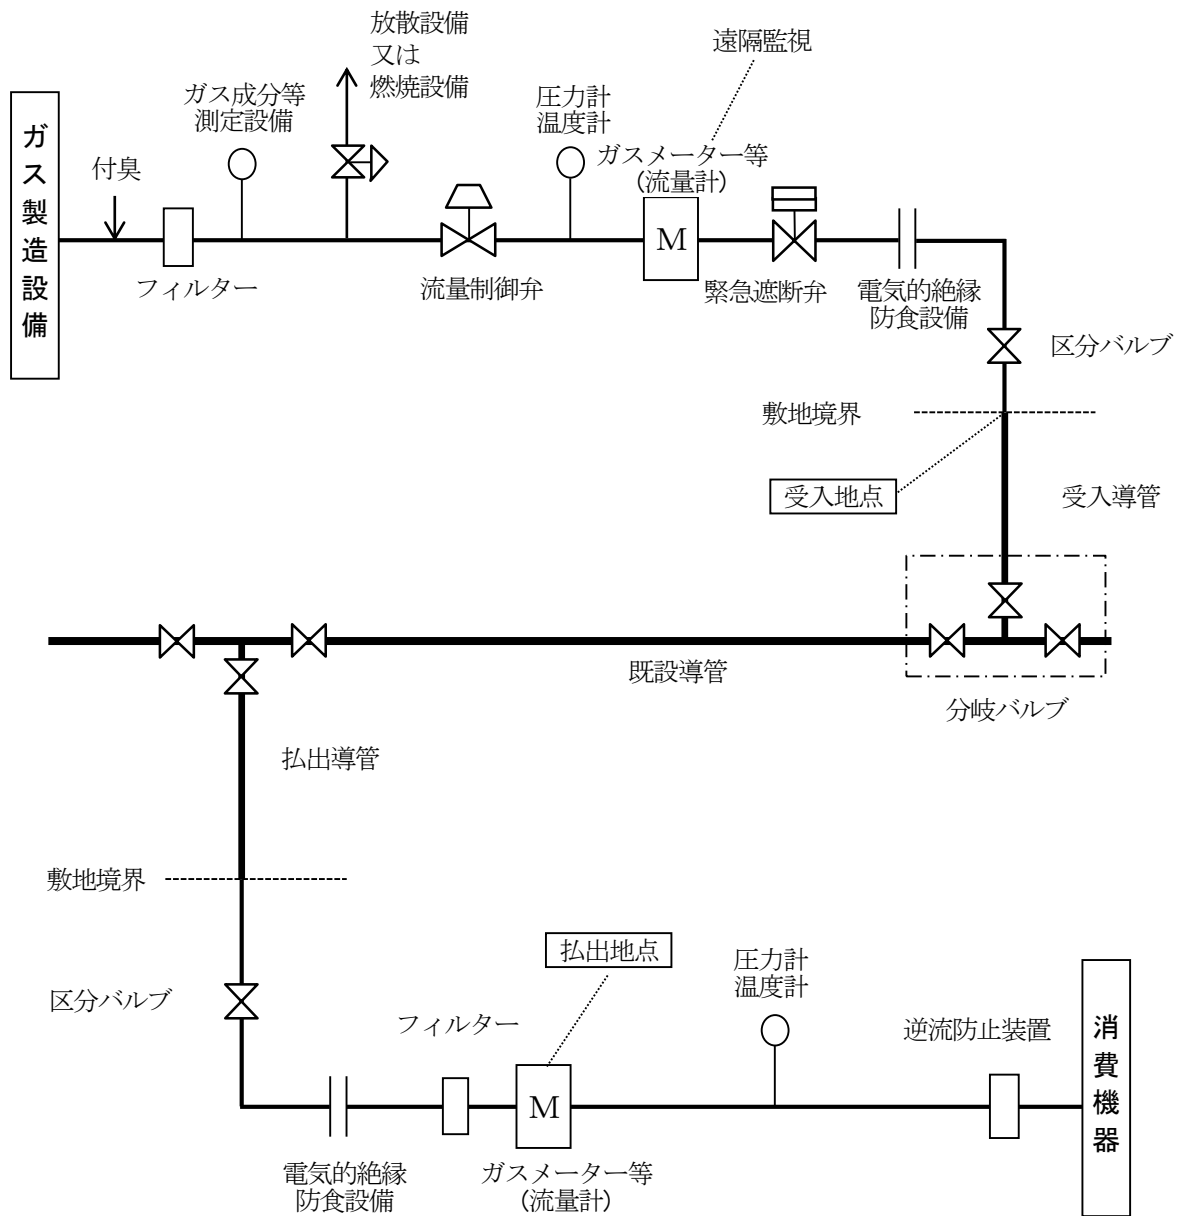 放散設備
又は
燃焼設備
遠隔監視
ガス成分等
測定設備
圧力計
温度計
ガスメーター等
(流量計)
ガス製造設備
付臭
M
フィルター
流量制御弁
緊急遮断弁
電気的絶縁
防食設備
区分バルブ
敷地境界
受入地点
受入導管
既設導管
分岐バルブ
払出導管
敷地境界
払出地点
圧力計
温度計
区分バルブ
フィルター
逆流防止装置
消費機器
M
電気的絶縁
防食設備
ガスメーター等
(流量計)